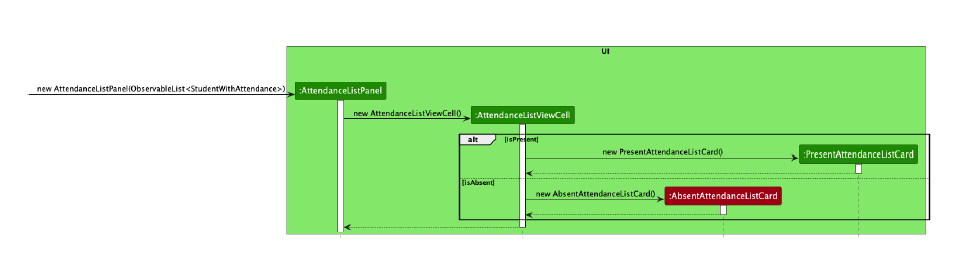 UI
new AttendanceListPanel(ObservableList<StudentWithAttendance>)
:AttendanceListPanel
new AttendanceListViewCell()
:AttendanceListViewCell
alt
[isPresent]
new PresentAttendanceListCard()
:PresentAttendanceListCard
[isAbsent]
new AbsentAttendanceListCard()
:AbsentAttendanceListCard